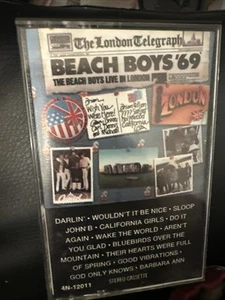 The London Telegraph
BEACH BOYS '69
THE BEACH BOYS LIVE IN LONDON
LONDON
DARLIN' • WOULDN'T IT BE NICE • SLOOP
JOHN B • CALIFORNIA GIRLS • DO IT
AGAIN • WAKE THE WORLD • AREN'T
YOU GLAD • BLUEBIRDS OVER THE
MOUNTAIN • THEIR HEARTS WERE FULL
OF SPRING • GOOD VIBRATIONS •
GOD ONLY KNOWS • BARBARA ANN
4N-12011
STEREO CASSETTE